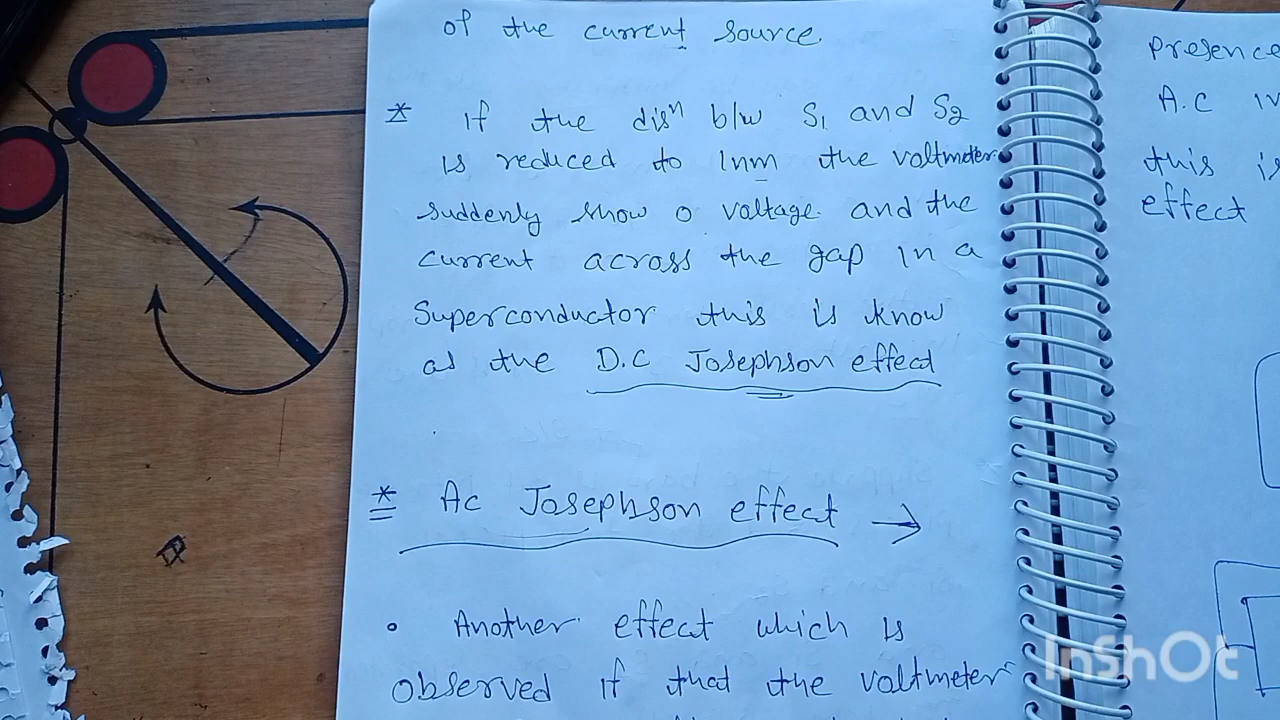 of the current source.
* If the disn b/w S1 and S2
is reduced to 1nm the voltmeter
suddenly show 0 voltage. and the
current across the gap in a
Superconductor this is know
as the D.C Josephson effect
* Ac Josephson effect →
• Another effect which is
observed if that the voltmeter
Presence
A.C
this is
effect
InShOt